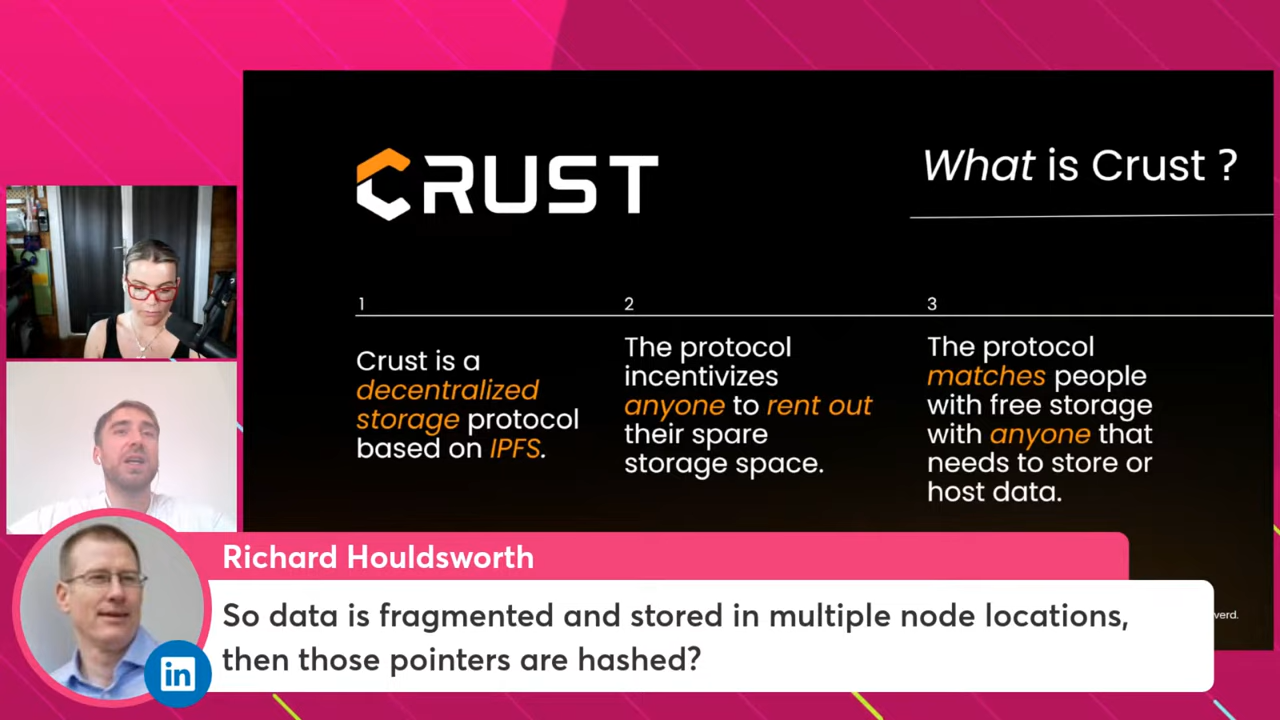 CRUST
What is Crust ?
1
Crust is a
decentralized
storage protocol
based on IPFS.
2
The protocol
incentivizes
anyone to rent out
their spare
storage space.
3
The protocol
matches people
with free storage
with anyone that
needs to store or
host data.
verd.
Richard Houldsworth
So data is fragmented and stored in multiple node locations,
then those pointers are hashed?
in